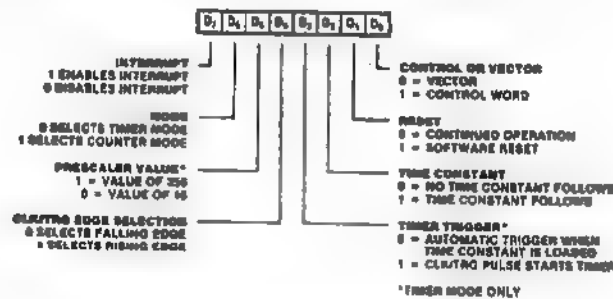 D7 D6 D5 D4 D3 D2 D1 D0
INTERRUPT
1 ENABLES INTERRUPT
0 DISABLES INTERRUPT
MODE
0 SELECTS TIMER MODE
1 SELECTS COUNTER MODE
PRESCALER VALUE*
1 = VALUE OF 256
0 = VALUE OF 16
CLK/TRG EDGE SELECTION
0 SELECTS FALLING EDGE
1 SELECTS RISING EDGE
CONTROL OR VECTOR
0 = VECTOR
1 = CONTROL WORD
RESET
0 = CONTINUED OPERATION
1 = SOFTWARE RESET
TIME CONSTANT
0 = NO TIME CONSTANT FOLLOWS
1 = TIME CONSTANT FOLLOWS
TIMER TRIGGER*
0 = AUTOMATIC TRIGGER WHEN
TIME CONSTANT IS LOADED
1 = CLK/TRG PULSE STARTS TIMER
*TIMER MODE ONLY